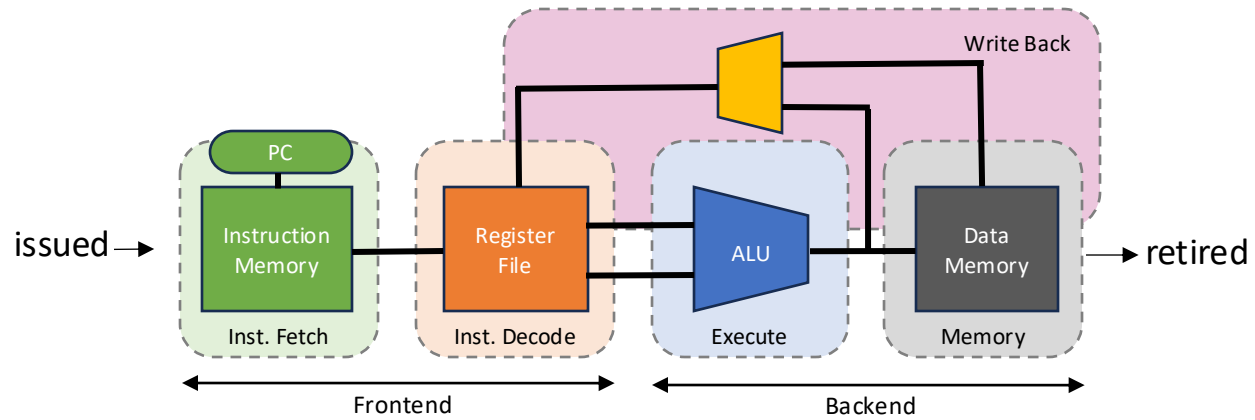 Write Back
PC
issued
Instruction
Memory
Register
File
ALU
Data
Memory
retired
Inst. Fetch
Inst. Decode
Execute
Memory
Frontend
Backend